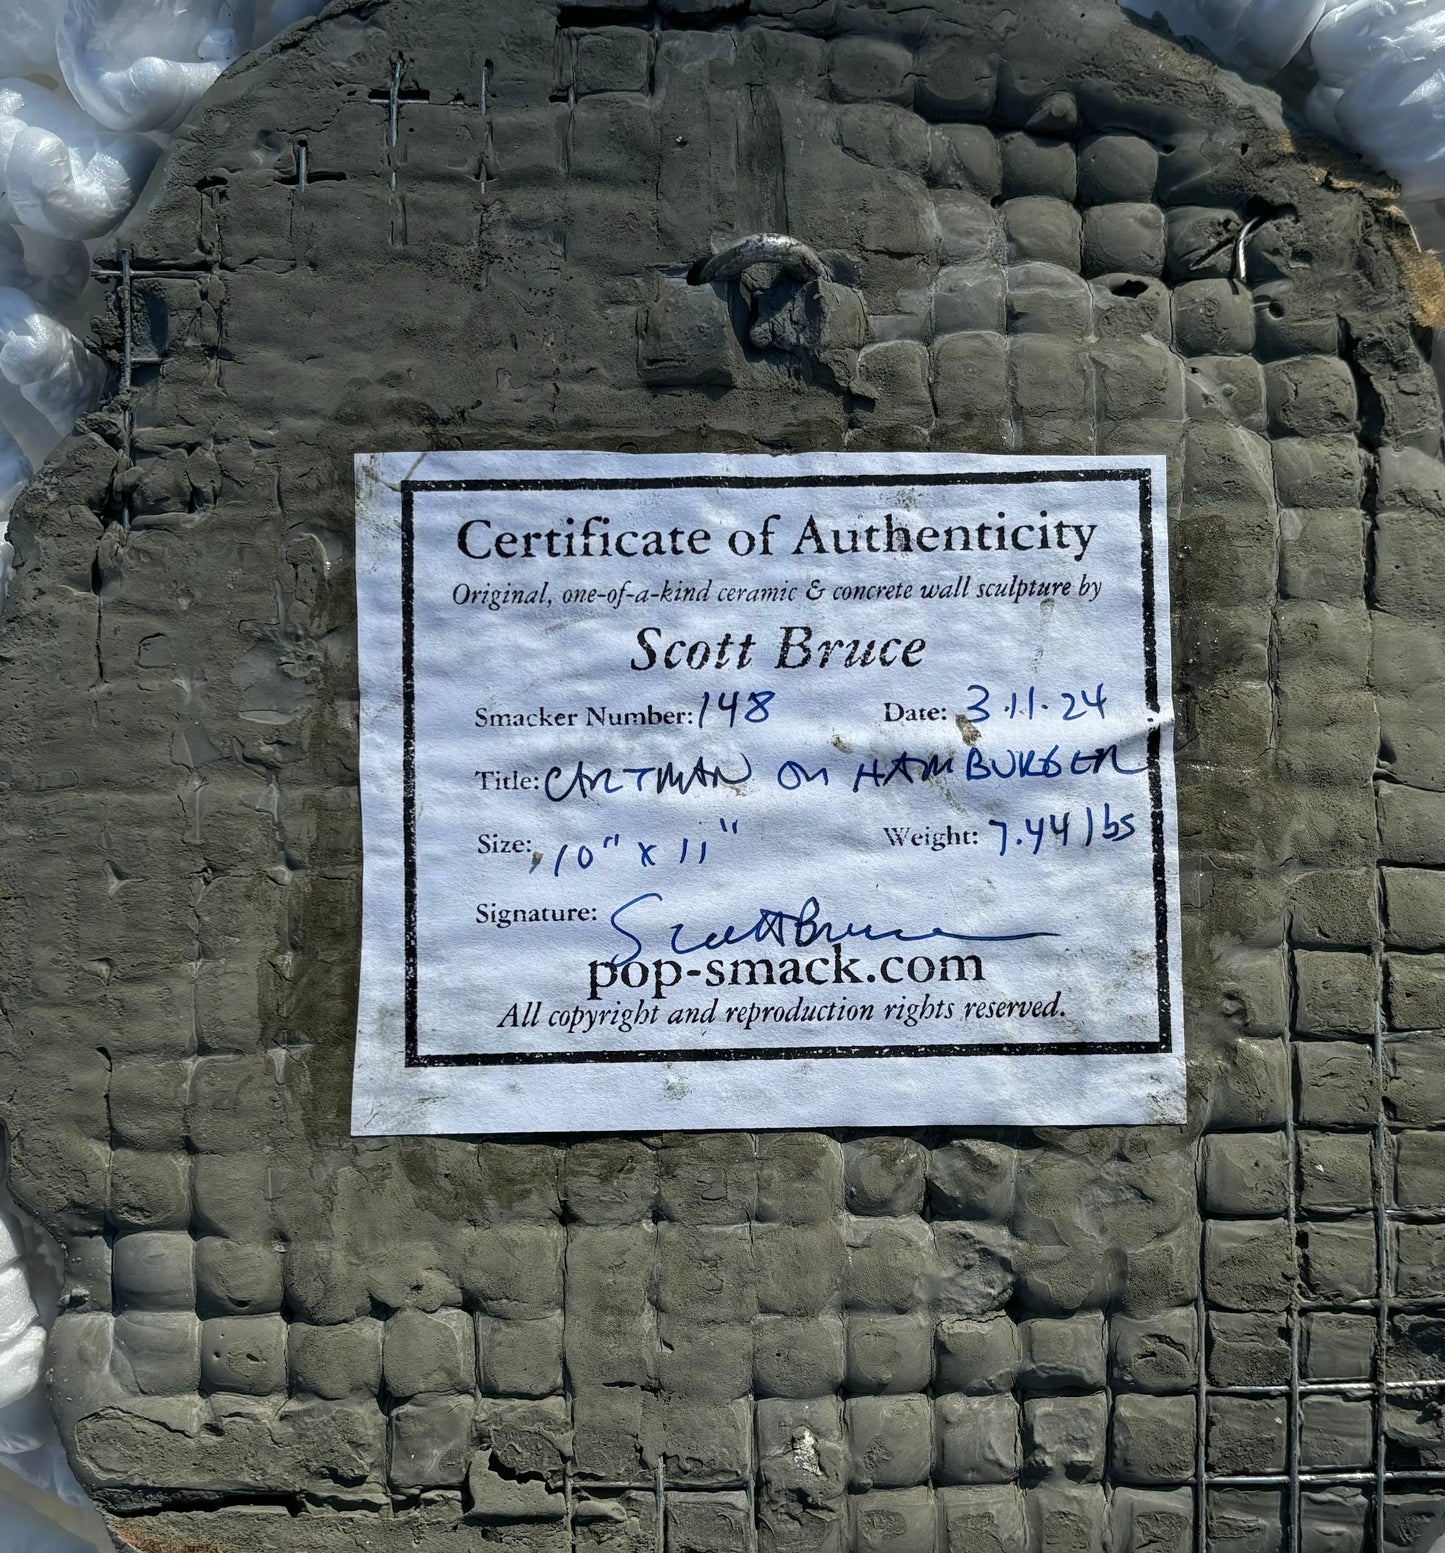 Certificate of Authenticity
Original, one-of-a-kind ceramic & concrete wall sculpture by
Scott Bruce
Smacker Number: 148 Date: 3.11.24
Title: CARTMAN ON HAMBURGER
Size: 10" x 11" Weight: 7.44 lbs
Signature: Scott Bruce
pop-smack.com
All copyright and reproduction rights reserved.